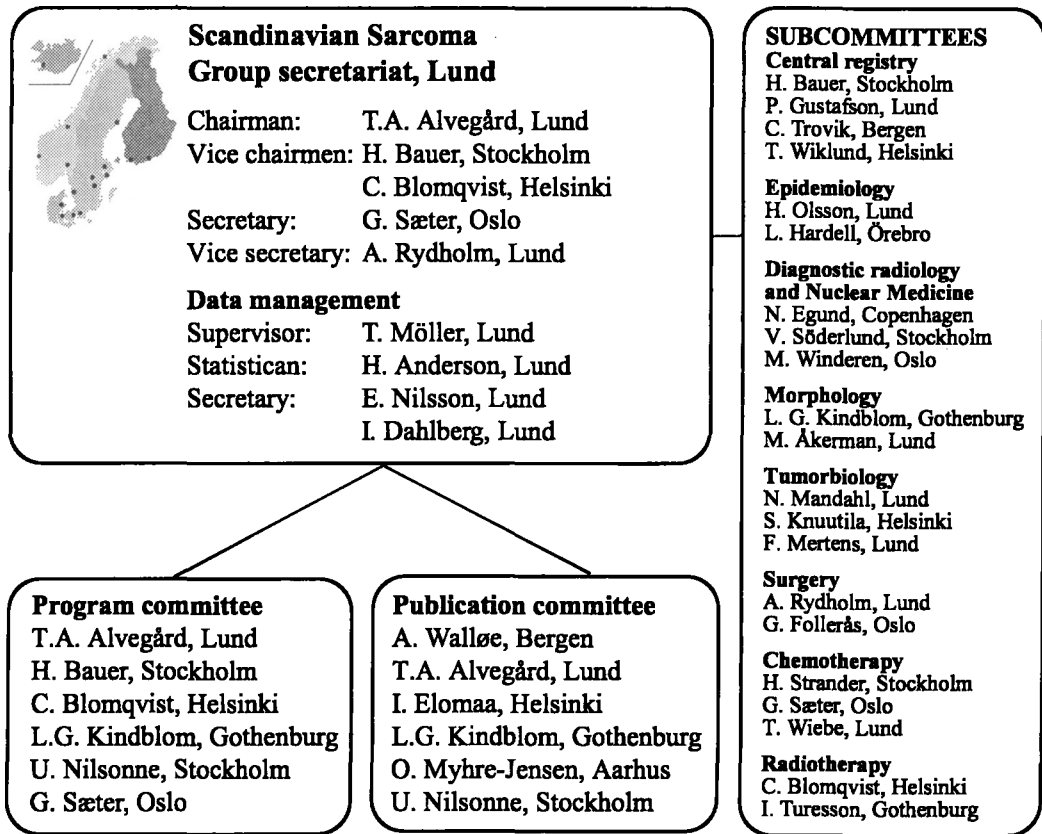 Scandinavian Sarcoma
Group secretariat, Lund
Chairman: T.A. Alvegård, Lund
Vice chairmen: H. Bauer, Stockholm
C. Blomqvist, Helsinki
Secretary: G. Sæter, Oslo
Vice secretary: A. Rydholm, Lund
Data management
Supervisor: T. Möller, Lund
Statistican: H. Anderson, Lund
Secretary: E. Nilsson, Lund
I. Dahlberg, Lund
SUBCOMMITTEES
Central registry
H. Bauer, Stockholm
P. Gustafson, Lund
C. Trovik, Bergen
T. Wiklund, Helsinki
Epidemiology
H. Olsson, Lund
L. Hardell, Örebro
Diagnostic radiology
and Nuclear Medicine
N. Egund, Copenhagen
V. Söderlund, Stockholm
M. Winderen, Oslo
Morphology
L. G. Kindblom, Gothenburg
M. Åkerman, Lund
Tumorbiology
N. Mandahl, Lund
S. Knuutila, Helsinki
F. Mertens, Lund
Surgery
A. Rydholm, Lund
G. Follerås, Oslo
Chemotherapy
H. Strander, Stockholm
G. Sæter, Oslo
T. Wiebe, Lund
Radiotherapy
C. Blomqvist, Helsinki
I. Turesson, Gothenburg
Program committee
T.A. Alvegård, Lund
H. Bauer, Stockholm
C. Blomqvist, Helsinki
L.G. Kindblom, Gothenburg
U. Nilsonne, Stockholm
G. Sæter, Oslo
Publication committee
A. Walløe, Bergen
T.A. Alvegård, Lund
I. Elomaa, Helsinki
L.G. Kindblom, Gothenburg
O. Myhre-Jensen, Aarhus
U. Nilsonne, Stockholm